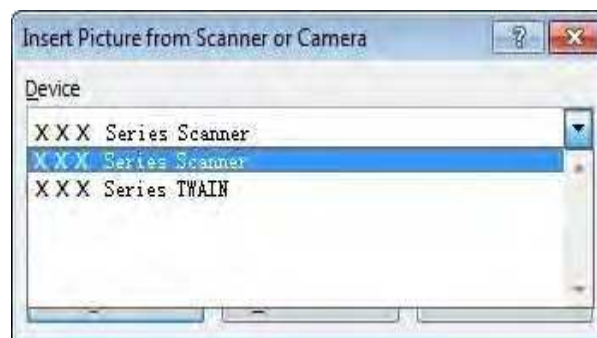 Insert Picture from Scanner or Camera
Device
X X X Series Scanner
X X X Series Scanner
X X X Series TWAIN